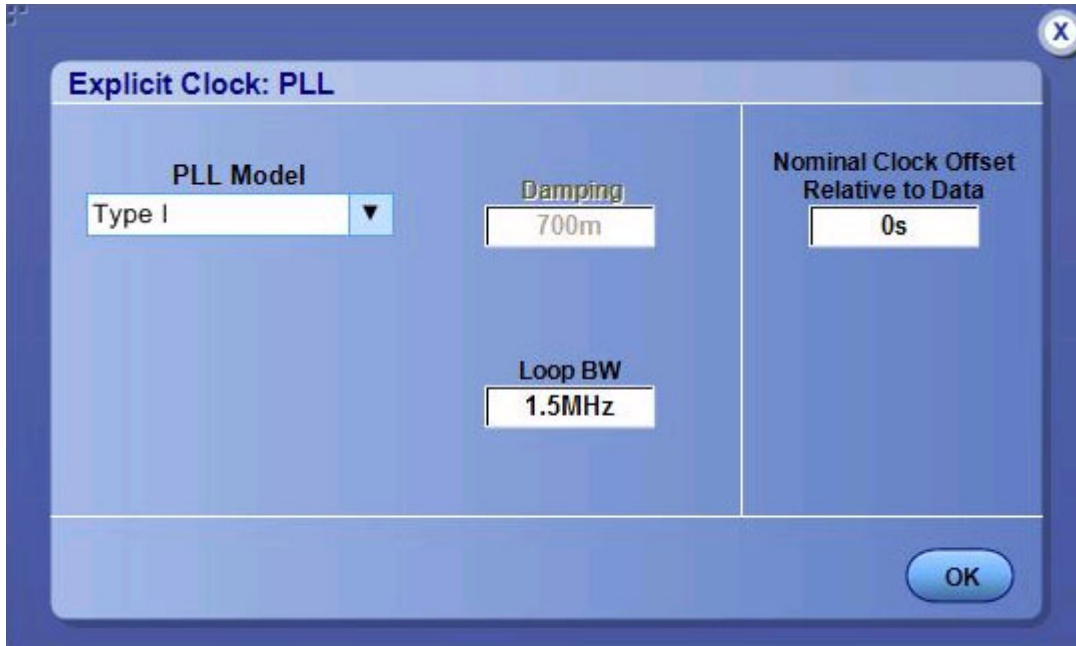 X
Explicit Clock: PLL
PLL Model
Type I
Damping
700m
Loop BW
1.5MHz
Nominal Clock Offset
Relative to Data
0s
OK